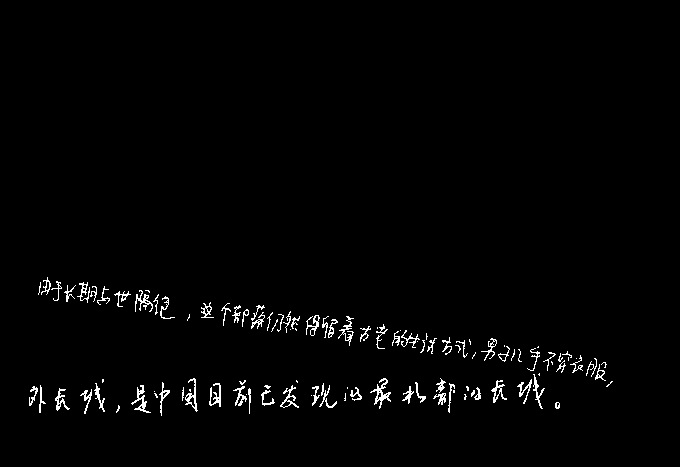 由于长期与世隔绝，这个部落仍然保留着古老的生活方式，男子几乎不穿衣服，
外长城，是中国目前已发现的最北部的长城。